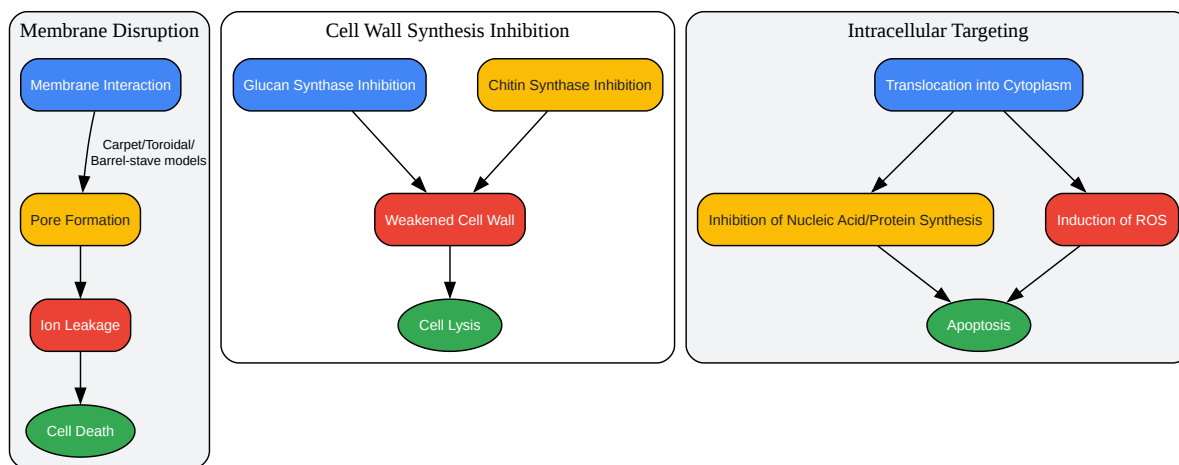 Membrane Disruption
Membrane Interaction
Carpet/Toroidal/
Barrel-stave models
Pore Formation
Ion Leakage
Cell Death
Cell Wall Synthesis Inhibition
Glucan Synthase Inhibition
Chitin Synthase Inhibition
Weakened Cell Wall
Cell Lysis
Intracellular Targeting
Translocation into Cytoplasm
Inhibition of Nucleic Acid/Protein Synthesis
Induction of ROS
Apoptosis